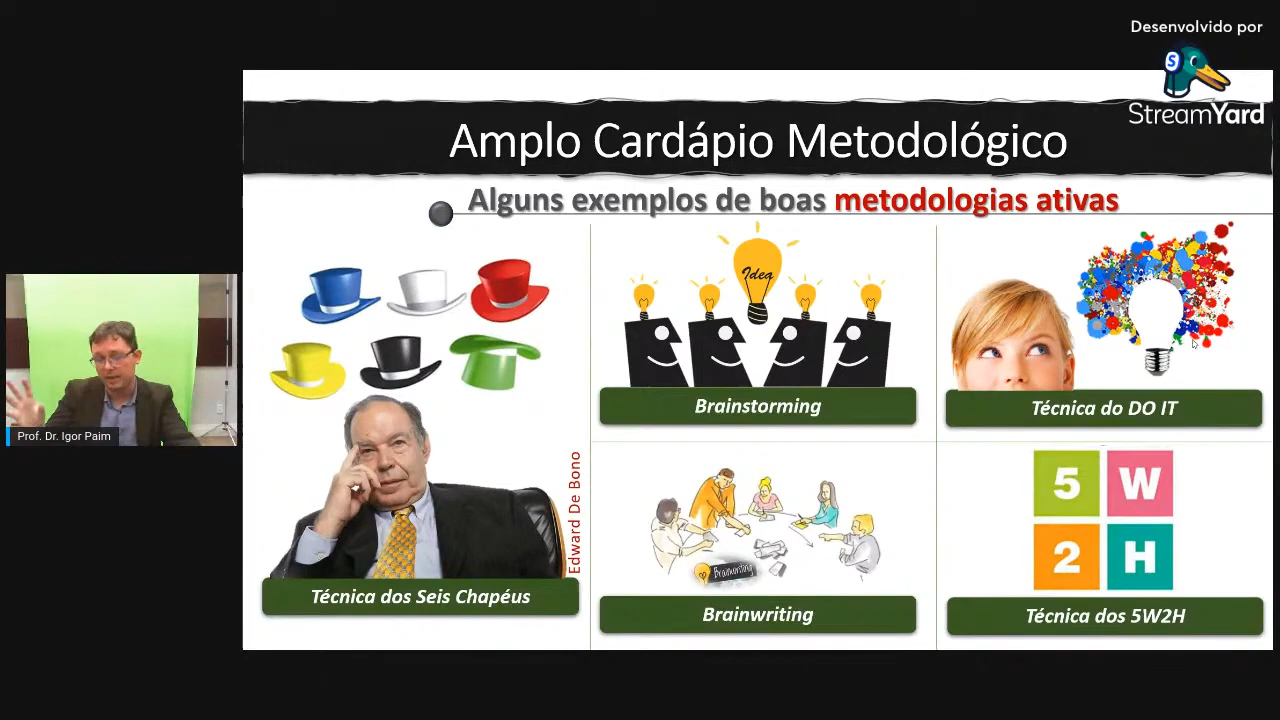 Desenvolvido por
StreamYard
Amplo Cardápio Metodológico
Alguns exemplos de boas metodologias ativas
Idea
Brainstorming
Técnica do DO IT
Prof. Dr. Igor Paim
Edward De Bono
5 W
2 H
Brainwriting
Técnica dos Seis Chapéus
Brainwriting
Técnica dos 5W2H